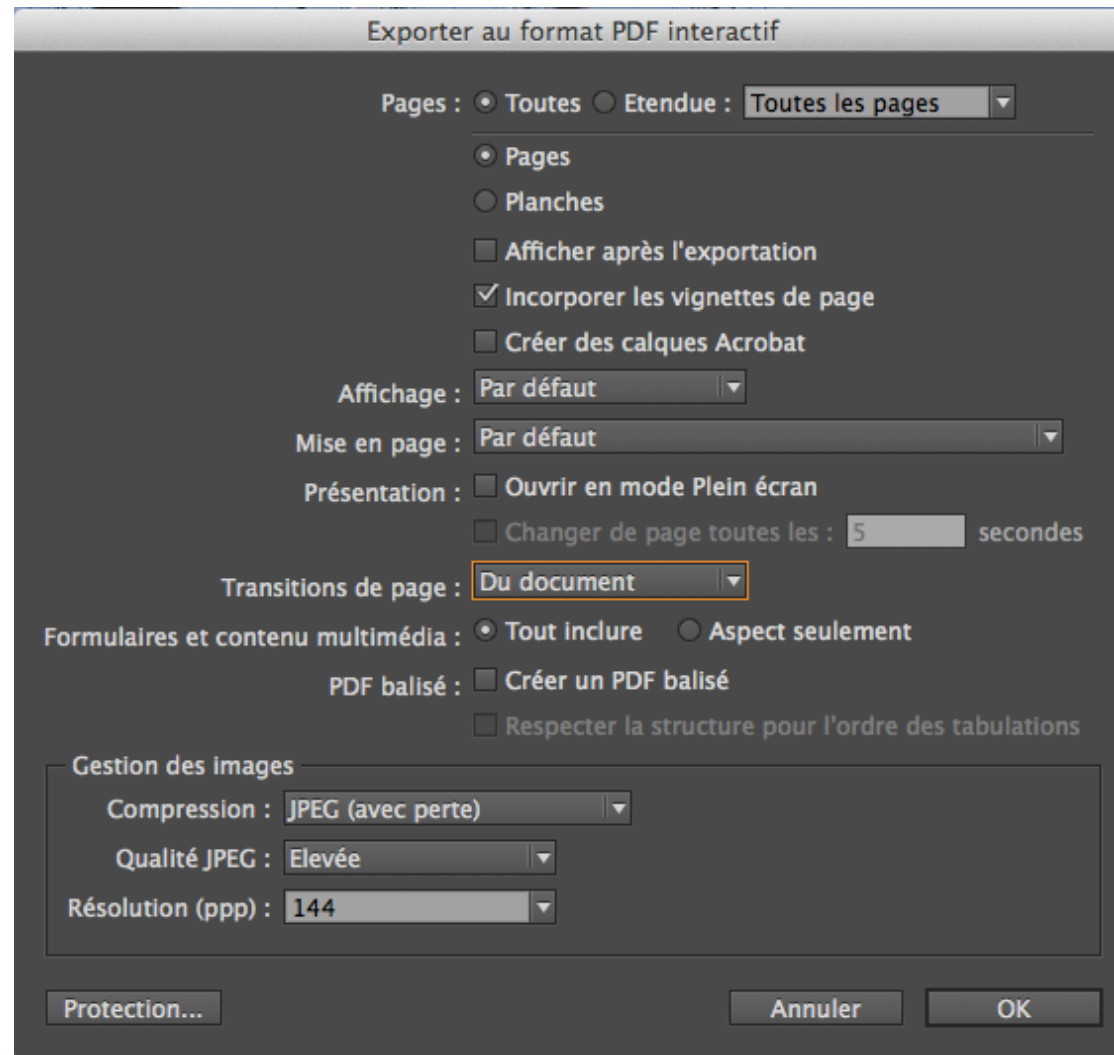 Exporter au format PDF interactif
Pages : Toutes Etendue : Toutes les pages
Pages
Planches
Afficher après l'exportation
Incorporer les vignettes de page
Créer des calques Acrobat
Affichage : Par défaut
Mise en page : Par défaut
Présentation : Ouvrir en mode Plein écran
Changer de page toutes les : 5 secondes
Transitions de page : Du document
Formulaires et contenu multimédia : Tout inclure Aspect seulement
PDF balisé : Créer un PDF balisé
Respecter la structure pour l'ordre des tabulations
Gestion des images
Compression : JPEG (avec perte)
Qualité JPEG : Elevée
Résolution (ppp) : 144
Protection... Annuler OK